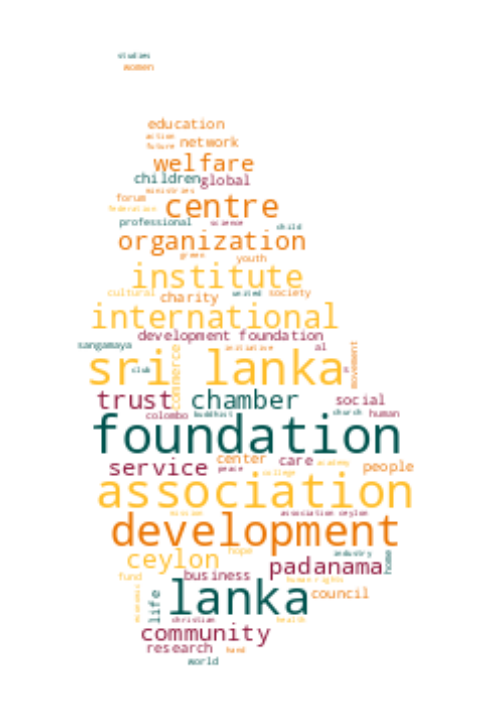 studies
women
education
action
future network
welfare
children global
ministries
forum centre
federation
professional science child
organization
green youth
institute
cultural charity united society
international
development foundation
sangamaya initiative al
sri lanka
club commerce movement
trust chamber social
colombo buddhist church human
foundation
service center care academy people
peace college
association
mission association ceylon
development
ceylon hope industry
padanama home
fund business human rights
economic life lanka council
christian health
community
research hand
world